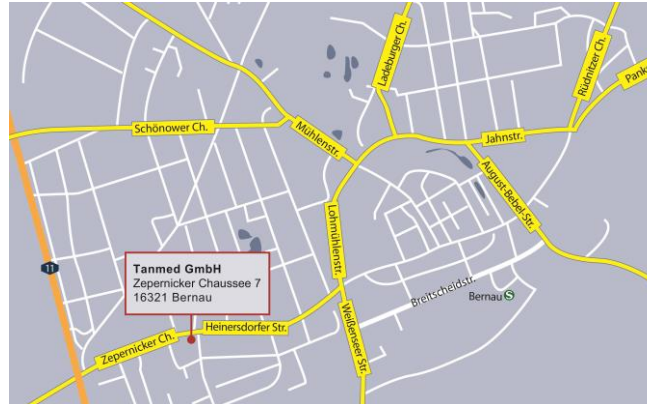 Ladeburger Ch.
Rüdnitzer Ch.
Pank
Schönower Ch.
Mühlenstr.
Jahnstr.
August-Bebel-Str.
Lohmühlenstr.
11
Tanmed GmbH
Zepernicker Chaussee 7
16321 Bernau
Breitscheidstr.
Bernau S
Heinersdorfer Str.
Zepernicker Ch.
Weißenseer Str.